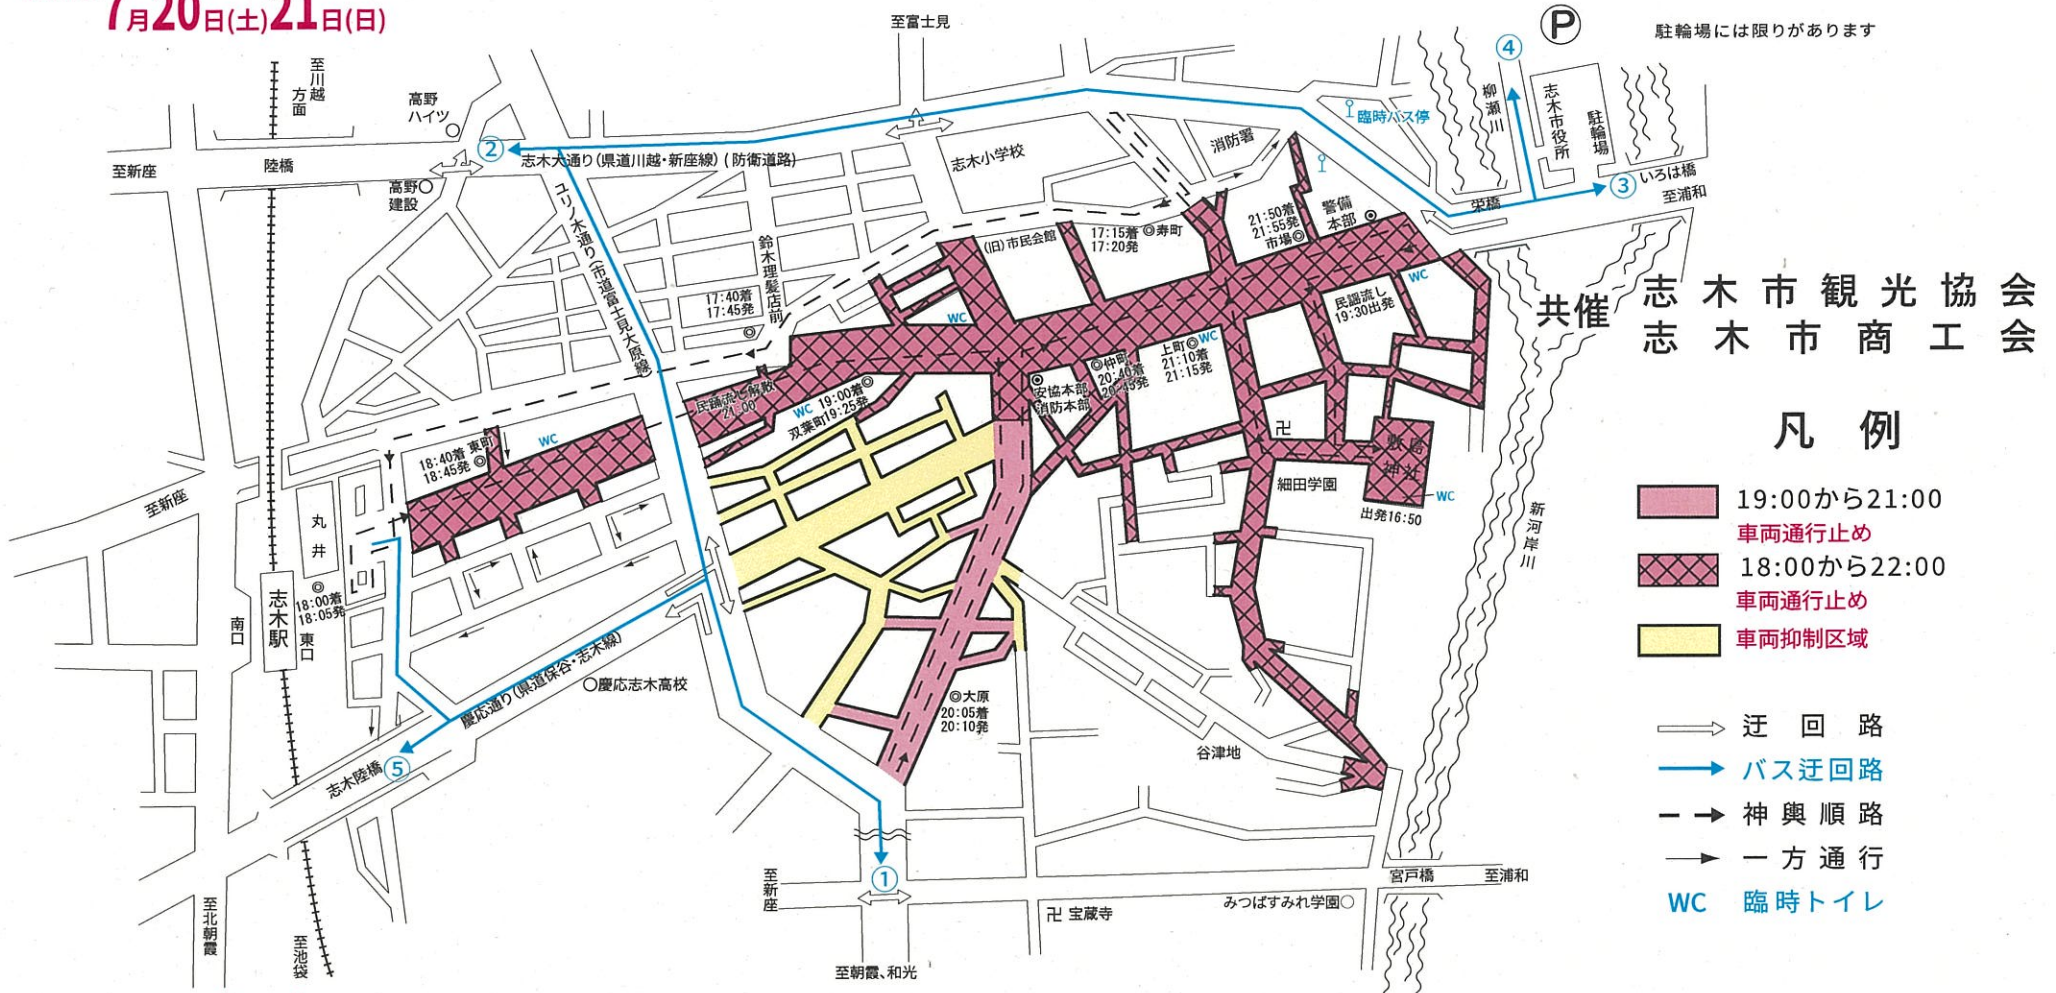 7月20日(土)21日(日)
至富士見
P
駐輪場には限りがあります
④
至川越
方面
高野
ハイツ
柳瀬川
志木市役所
駐輪場
臨時バス停
消防署
志木小学校
②
志木大通り(県道川越・新座線)(防衛道路)
至新座
陸橋
高野
建設
いろは橋
③
至浦和
栄橋
ユリノ木通り(市道富士見大原線)
鈴木理髪店前
17:40着
17:45発
(旧)市民会館
17:15着
17:20発
寿町
21:50着
21:55発
市場
警備
本部
WC
民謡流し
19:30出発
WC
上町
WC
21:10着
21:15発
仲町
20:40着
20:45発
安協本部
消防本部
民踊流し解散
21:00
WC
19:00着
19:25発
双葉町
WC
18:40着
18:45発
東町
卍
敷島
神社
WC
出発16:50
細田学園
新河岸川
至新座
丸井
18:00着
18:05発
志木駅
南口
東口
慶応通り(県道保谷・志木線)
慶応志木高校
大原
20:05着
20:10発
谷津地
志木陸橋
⑤
①
至新座
宮戸橋
至浦和
みつばすみれ学園
卍 宝蔵寺
至朝霞、和光
至北朝霞
至池袋
共催
志木市観光協会
志木市商工会
凡例
19:00から21:00
車両通行止め
18:00から22:00
車両通行止め
車両抑制区域
迂回路
バス迂回路
神輿順路
一方通行
WC 臨時トイレ